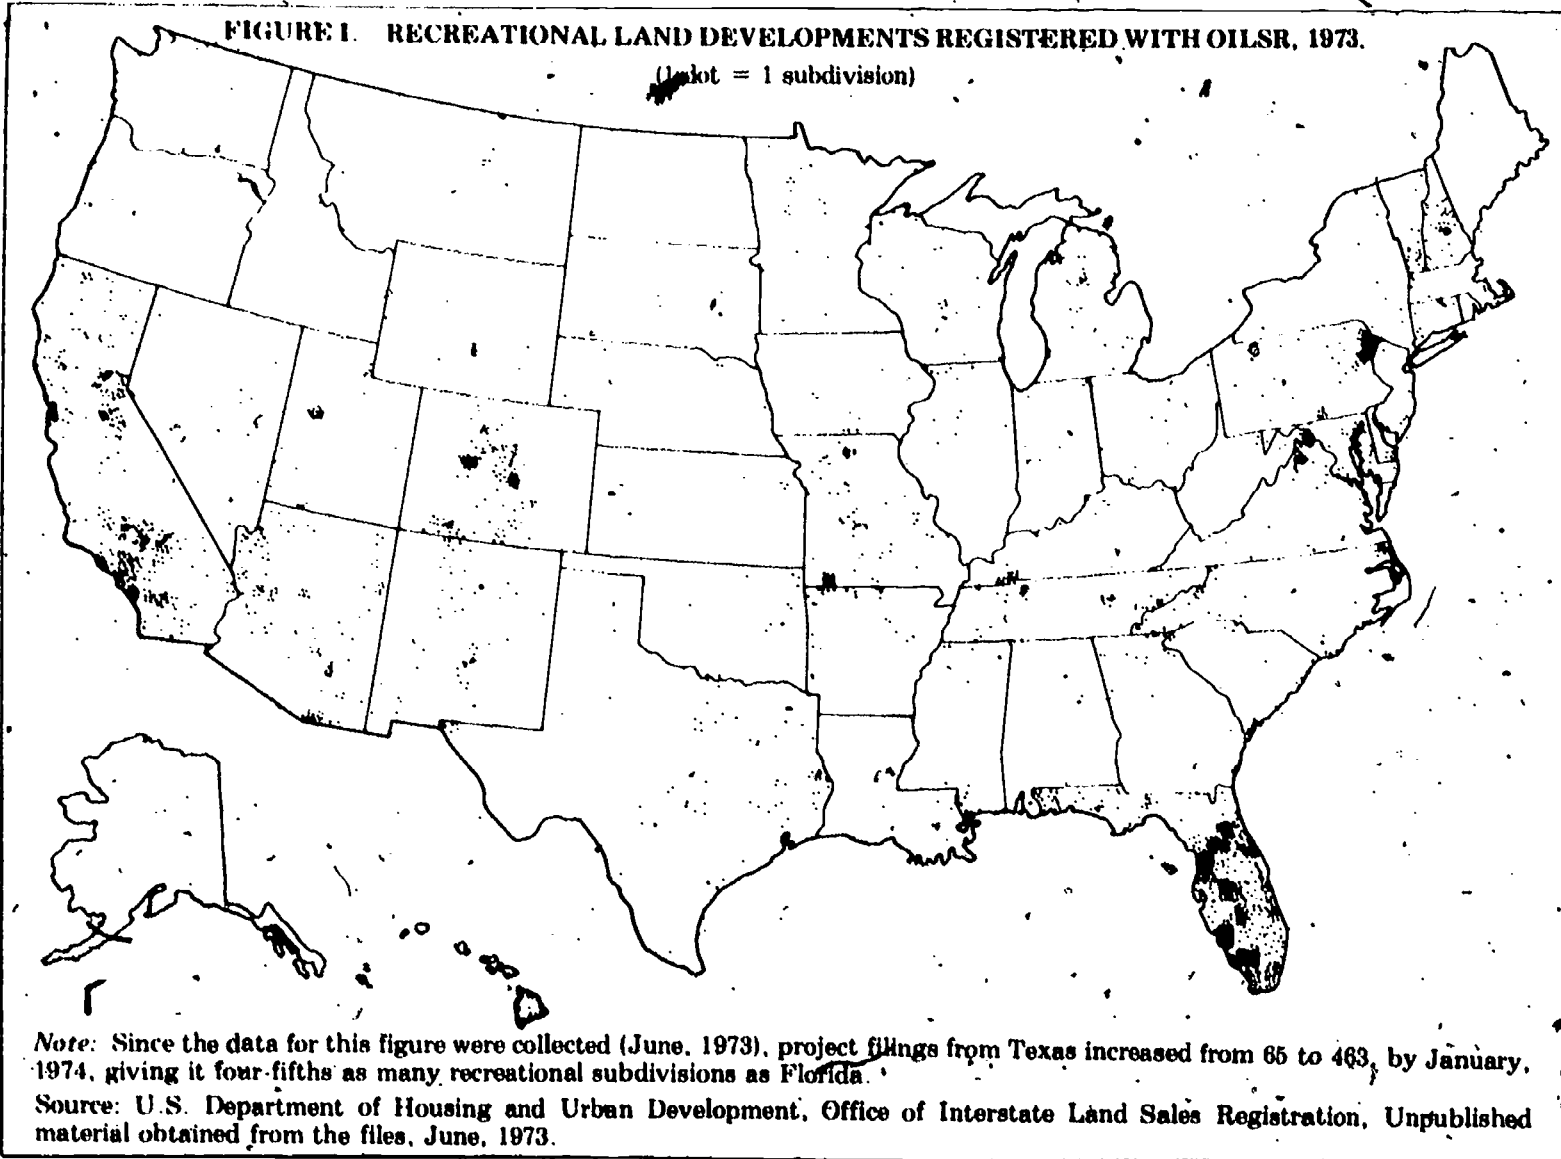 FIGURE I. RECREATIONAL LAND DEVELOPMENTS REGISTERED WITH OILSR, 1973.
(1 dot = 1 subdivision)
Note: Since the data for this figure were collected (June, 1973), project filings from Texas increased from 65 to 463, by January,
1974, giving it four-fifths as many recreational subdivisions as Florida.
Source: U.S. Department of Housing and Urban Development, Office of Interstate Land Sales Registration, Unpublished
material obtained from the files, June, 1973.